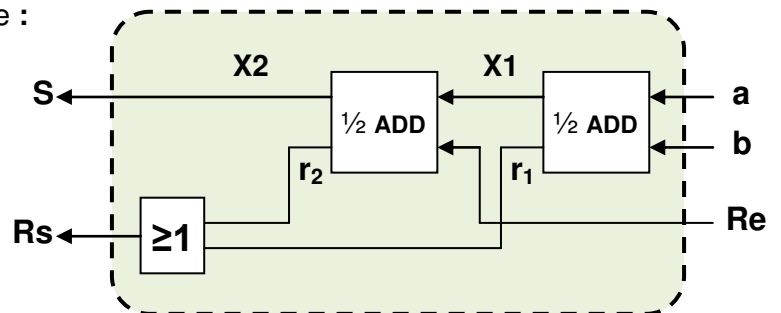 e :
X2 X1
S ½ ADD ½ ADD a
b
r2 r1
Rs ≥1 Re